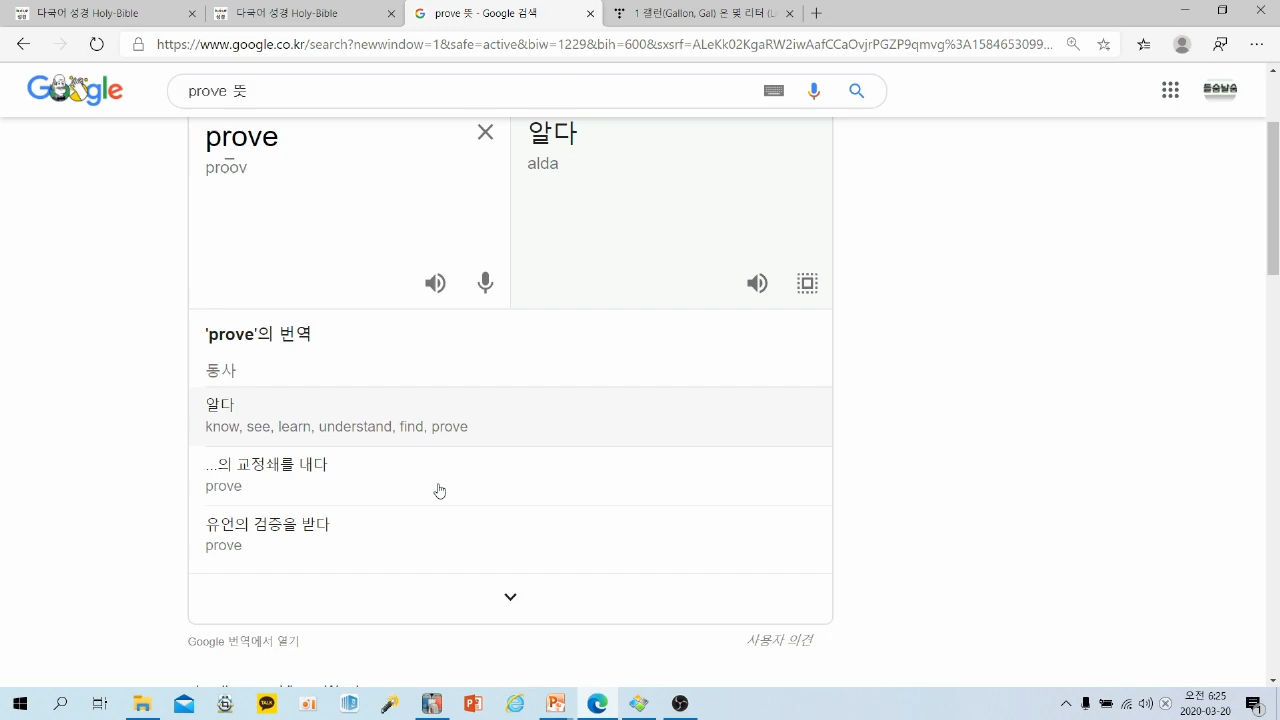 다국어 성경 Holy-Bible
다국어 성경 Holy-Bible
prove 뜻 - Google 검색
1 갤런(Gallon, Gal) 은 몇 리터 (Li
https://www.google.co.kr/search?newwindow=1&safe=active&biw=1229&bih=600&sxsrf=ALeKk02KgaRW2iwAafCCaOvjrPGZP9qmvg%3A1584653099...
Google
prove 뜻
prove
알다
pro͞ov
alda
'prove'의 번역
동사
알다
know, see, learn, understand, find, prove
...의 교정쇄를 내다
prove
유언의 검증을 받다
prove
Google 번역에서 열기
사용자 의견
오전 6:25
2020-03-20